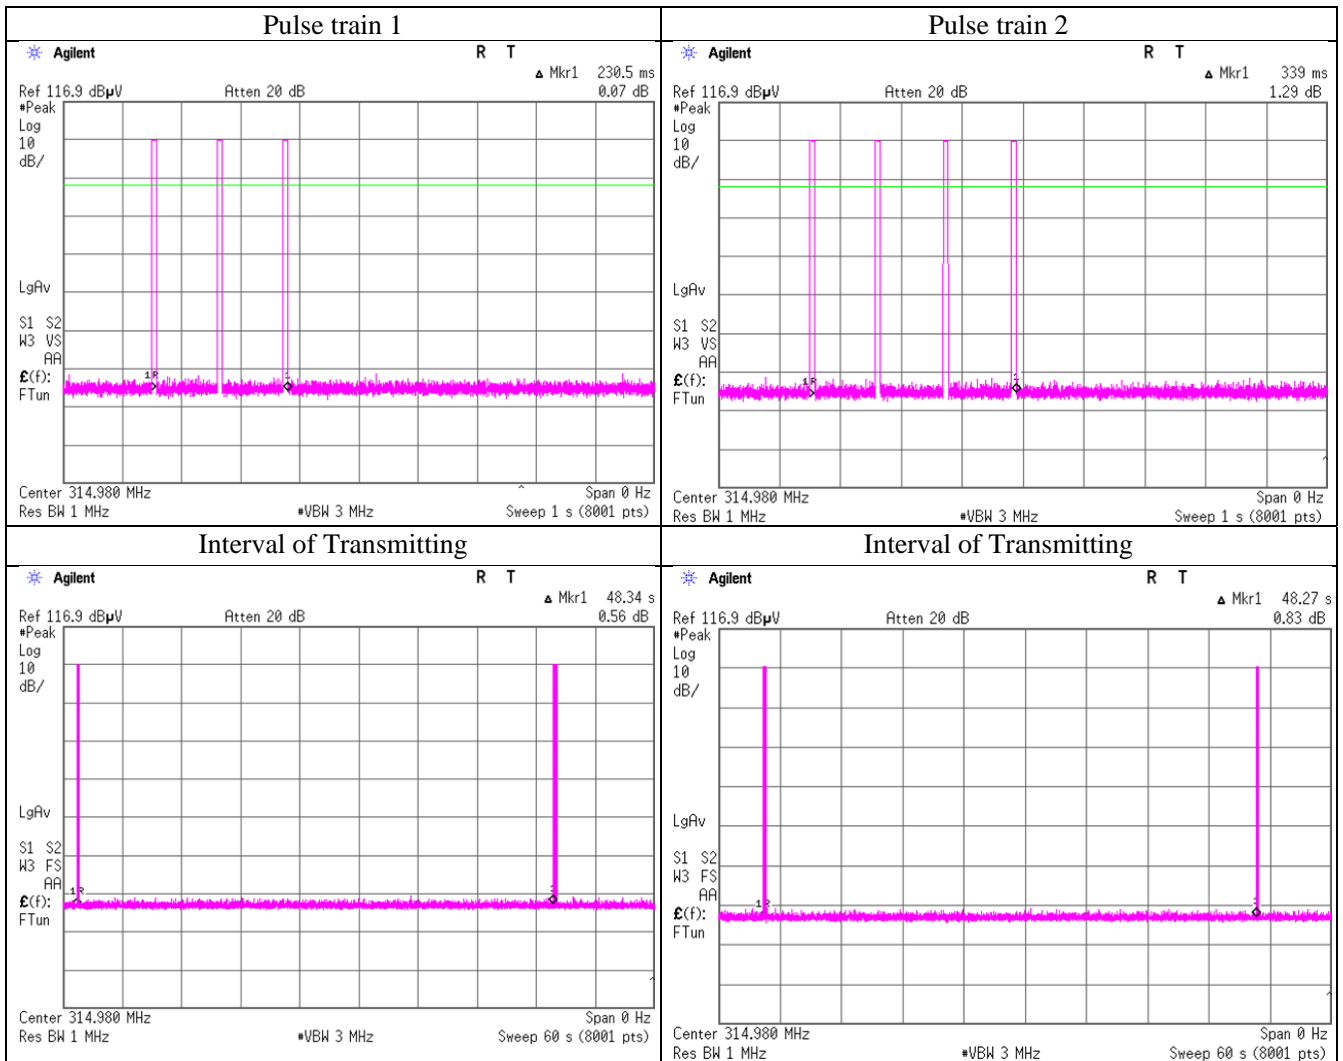 Pulse train 1
Agilent
R T
Δ Mkr1 230.5 ms
Ref 116.9 dBµV
Atten 20 dB
0.07 dB
#Peak
Log
10
dB/
LgAv
S1 S2
W3 VS
AA
£(f):
FTun
1R
1
Center 314.980 MHz
Span 0 Hz
Res BW 1 MHz
#VBW 3 MHz
Sweep 1 s (8001 pts)
Pulse train 2
Agilent
R T
Δ Mkr1 339 ms
Ref 116.9 dBµV
Atten 20 dB
1.29 dB
#Peak
Log
10
dB/
LgAv
S1 S2
W3 VS
AA
£(f):
FTun
1R
1
Center 314.980 MHz
Span 0 Hz
Res BW 1 MHz
#VBW 3 MHz
Sweep 1 s (8001 pts)
Interval of Transmitting
Agilent
R T
Δ Mkr1 48.34 s
Ref 116.9 dBµV
Atten 20 dB
0.56 dB
#Peak
Log
10
dB/
LgAv
S1 S2
W3 FS
AA
£(f):
FTun
1R
Center 314.980 MHz
Span 0 Hz
Res BW 1 MHz
#VBW 3 MHz
Sweep 60 s (8001 pts)
Interval of Transmitting
Agilent
R T
Δ Mkr1 48.27 s
Ref 116.9 dBµV
Atten 20 dB
0.83 dB
#Peak
Log
10
dB/
LgAv
S1 S2
W3 FS
AA
£(f):
FTun
1R
Center 314.980 MHz
Span 0 Hz
Res BW 1 MHz
#VBW 3 MHz
Sweep 60 s (8001 pts)